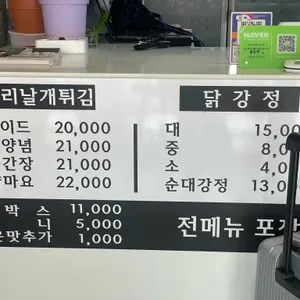 리날개튀김
이드 20,000
양념 21,000
간장 21,000
마요 22,000
박스 11,000
니 5,000
맛추가 1,000
닭강정
대 15,00
중 8,0
소 4,0
순대강정 13,0
전메뉴 포장
NAVER